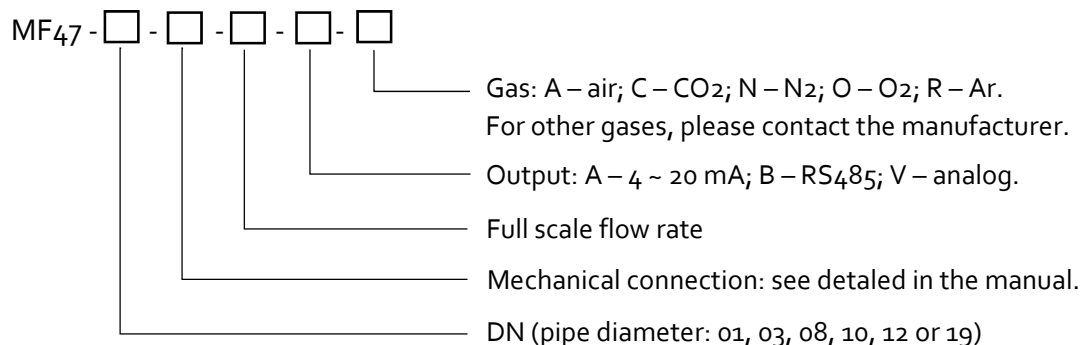 MF47 - □ - □ - □ - □ - □
Gas: A – air; C – CO2; N – N2; O – O2; R – Ar.
For other gases, please contact the manufacturer.
Output: A – 4 ~ 20 mA; B – RS485; V – analog.
Full scale flow rate
Mechanical connection: see detaled in the manual.
DN (pipe diameter: 01, 03, 08, 10, 12 or 19)